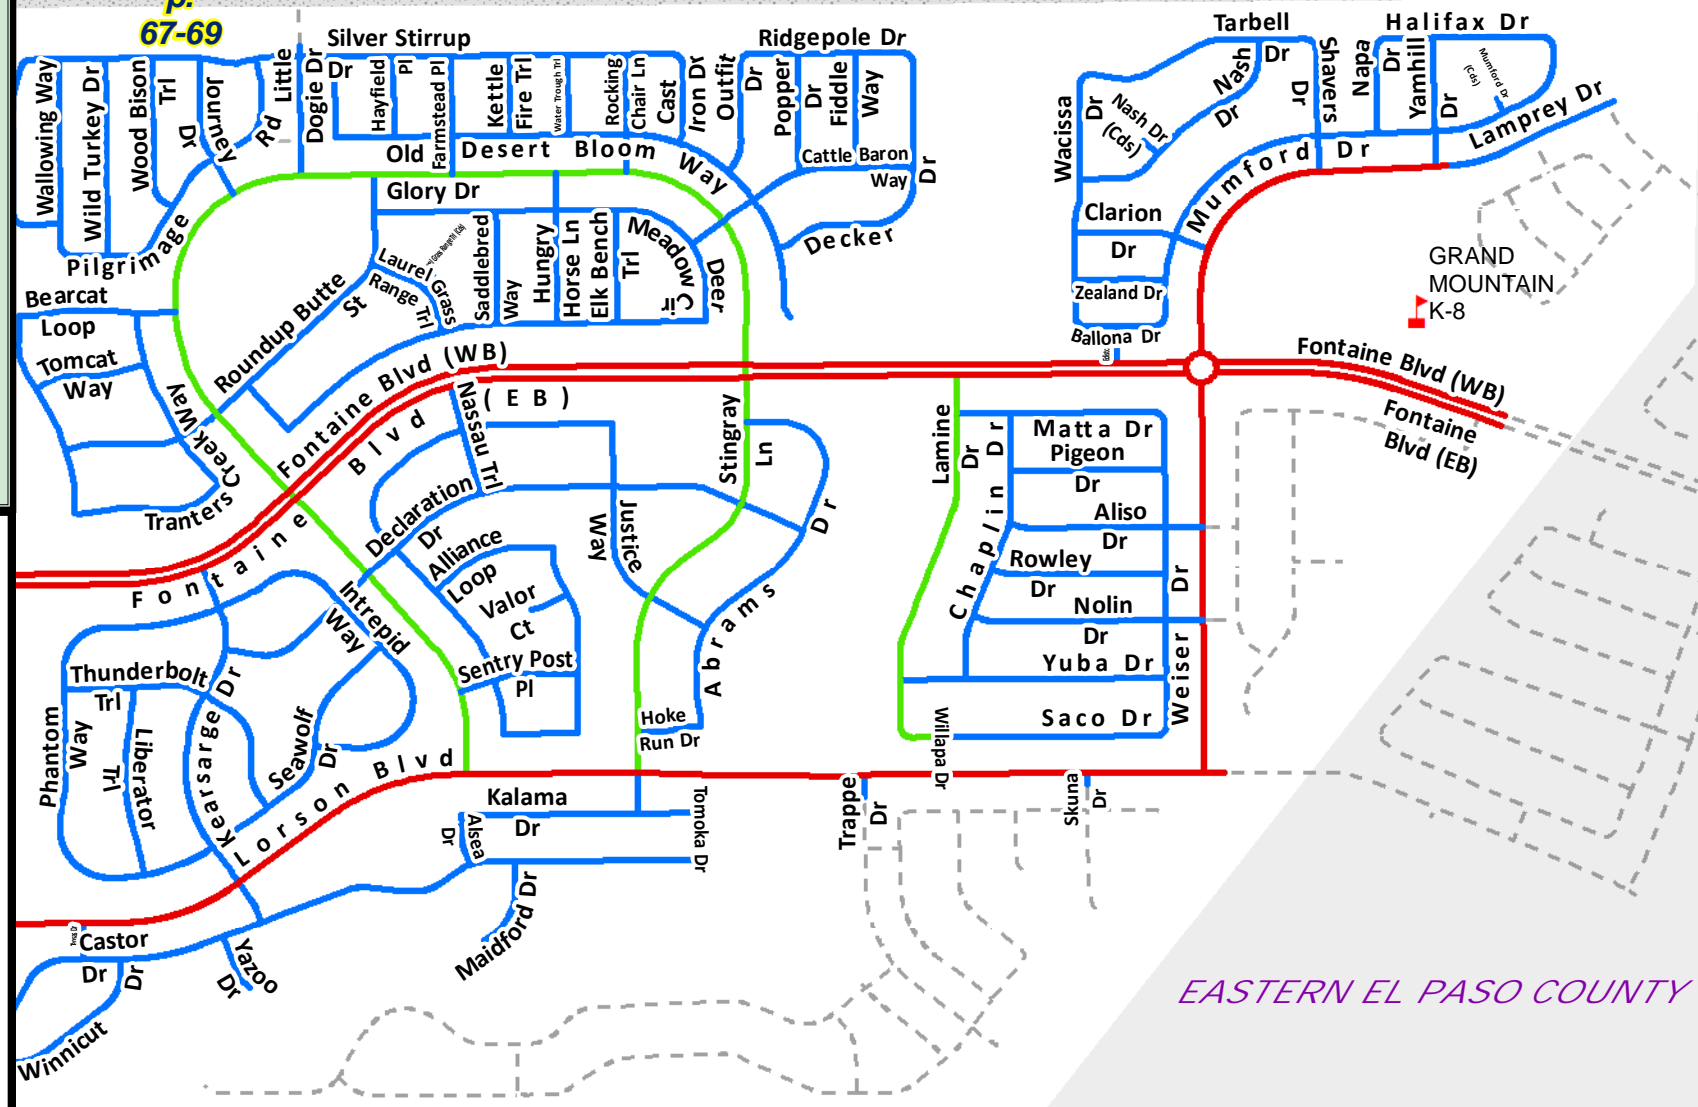 p.
67-69
Silver Stirrup
Dr
Ridgepole Dr
Tarbell
Dr
Halifax Dr
Wallowing Way
Wild Turkey Dr
Wood Bison
Trl
Journey
Dr
Little
Rd
Dogie Dr
Hayfield
Pl
Farmstead Pl
Kettle
Fire Trl
Water Trough Trl
Rocking
Chair Ln
Cast
Iron Dr
Outfit
Dr
Popper
Dr
Fiddle
Way
Wacissa
Dr
Nash
Dr
Nash Dr
(Cds)
Shavers
Dr
Napa
Dr
Yamhill
Dr
Mumford Dr
(Cds)
Lamprey Dr
Old
Desert Bloom
Way
Cattle Baron
Way
Dr
Mumford
Dr
Glory Dr
Pilgrimage
Laurel Grass
Range Trl
Saddlebred
Way
Hungry
Horse Ln
Elk Bench
Trl
Meadow Cir
Deer
Decker
Clarion
Dr
Zealand Dr
Ballona Dr
GRAND
MOUNTAIN
K-8
Bearcat
Loop
Tomcat
Way
Roundup Butte
St
Creek Way
Tranters
Fontaine Blvd (WB)
Fontaine
Blvd
(EB)
Fontaine Blvd (WB)
Fontaine
Blvd (EB)
Nassau Trl
Declaration
Dr
Justice
Way
Stingray
Ln
Lamine
Dr
Chaplin Dr
Matta Dr
Pigeon
Dr
Aliso
Dr
Rowley
Dr
Nolin
Dr
Yuba Dr
Saco Dr
Weiser
Dr
Alliance
Loop
Valor
Ct
Sentry Post
Pl
Abrams
Dr
Hoke
Run Dr
Willapa Dr
Intrepid
Way
Thunderbolt
Trl
Dr
Phantom
Way
Liberator
Trl
Kearsarge
Seawolf
Dr
Lorson Blvd
Kalama
Dr
Alsea
Dr
Tomoka Dr
Maidford Dr
Trappe
Dr
Skuna
Dr
Castor
Dr
Dr
Yazoo
Dr
Winnicut
EASTERN EL PASO COUNTY